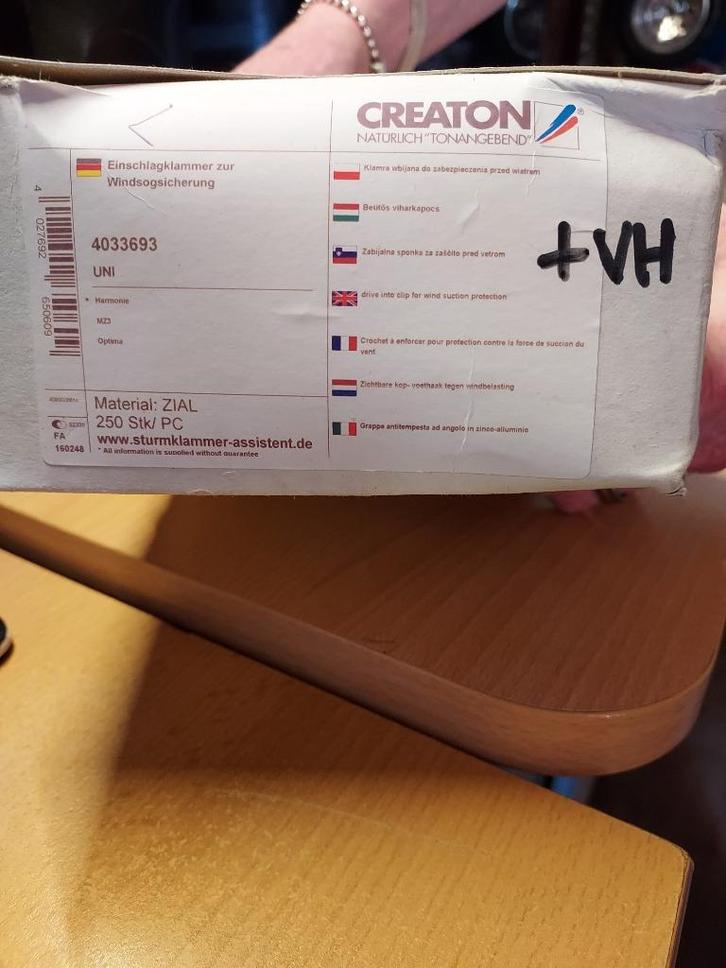 CREATON
NATÜRLICH "TONANGEBEND"
Einschlagklammer zur
Windsogsicherung
4033693
UNI
* Harmonie
MZ3
Optima
Material: ZIAL
250 Stk/ PC
www.sturmklammer-assistent.de
* All information is supplied without guarantee
4 027692 650609
FA
160248
Klamra wbijana do zabezpieczenia przed wiatrem
Beütős viharkapocs
Zabijalna sponka za zaščito pred vetrom
drive into clip for wind suction protection
Crochet à enforcer pour protection contre la force de succion du
vent
Zichtbare kop- voethaak tegen windbelasting
Grappe antitempesta ad angolo in zinco-alluminio
+VH